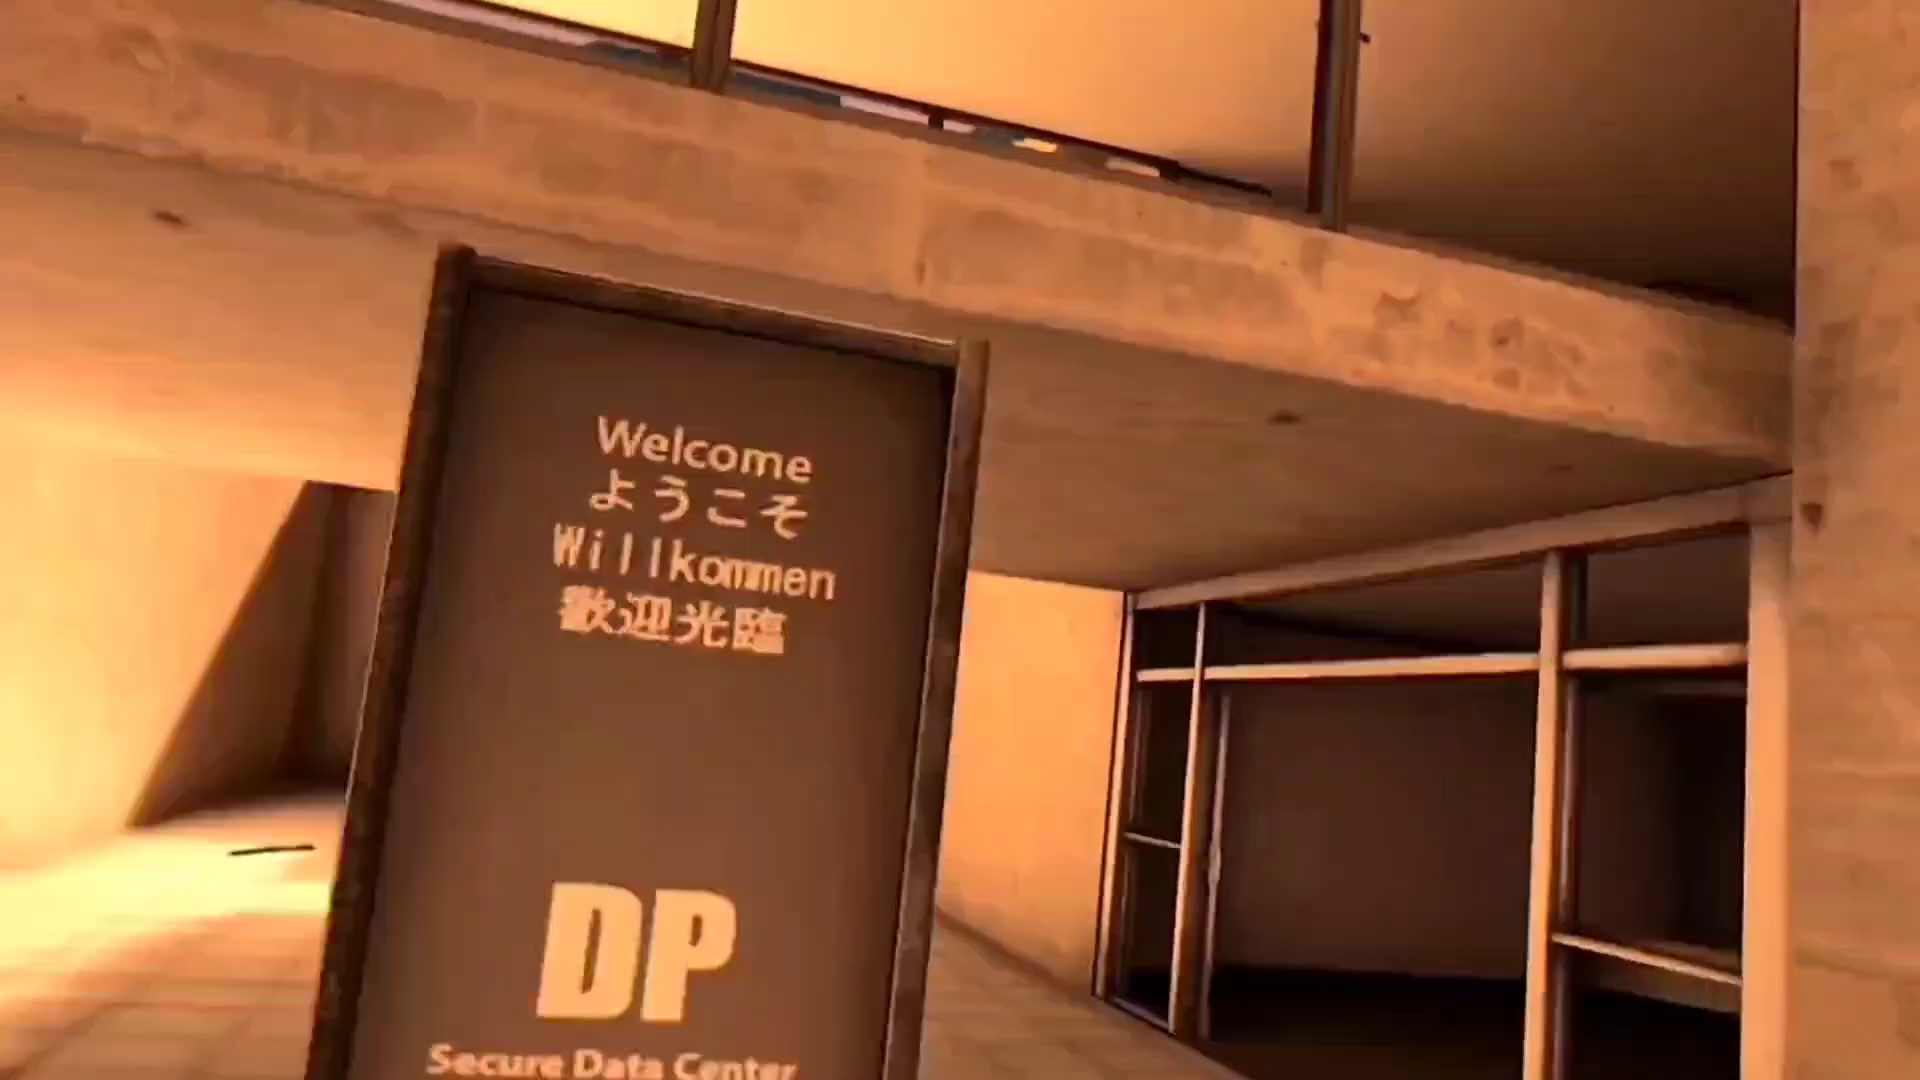 Welcome
ようこそ
Willkommen
歡迎光臨
DP
Secure Data Center